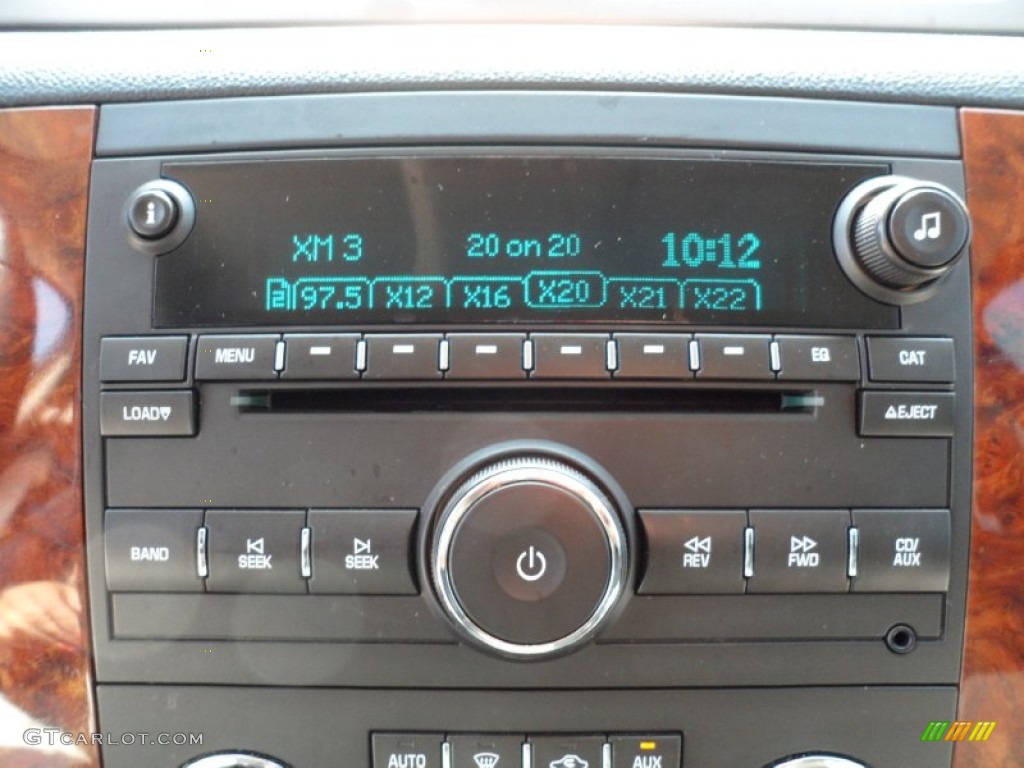 XM 3 20 on 20 10:12
2 97.5 X12 X16 X20 X21 X22
FAV MENU EQ CAT
LOAD EJECT
BAND SEEK SEEK REV FWD CD/
AUX
AUTO AUX
GTCARLOT.COM